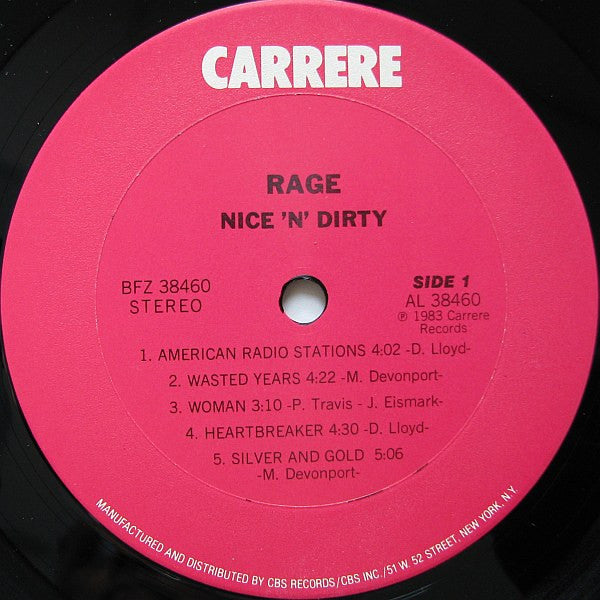 CARRERE
RAGE
NICE 'N' DIRTY
BFZ 38460
STEREO
SIDE 1
AL 38460
℗ 1983 Carrere
Records
1. AMERICAN RADIO STATIONS 4:02 -D. Lloyd-
2. WASTED YEARS 4:22 -M. Devonport-
3. WOMAN 3:10 -P. Travis - J. Eismark-
4. HEARTBREAKER 4:30 -D. Lloyd-
5. SILVER AND GOLD 5:06
-M. Devonport-
MANUFACTURED AND DISTRIBUTED BY CBS RECORDS/CBS INC./51 W. 52 STREET, NEW YORK, N.Y.